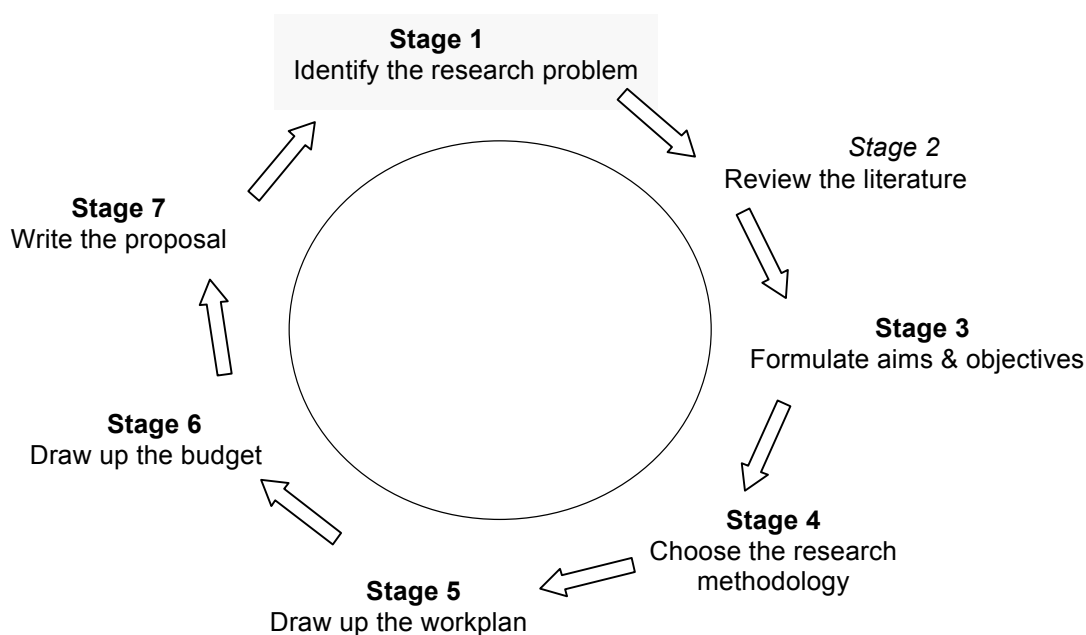 Stage 1
Identify the research problem
Stage 2
Review the literature
Stage 3
Formulate aims & objectives
Stage 4
Choose the research
methodology
Stage 5
Draw up the workplan
Stage 6
Draw up the budget
Stage 7
Write the proposal